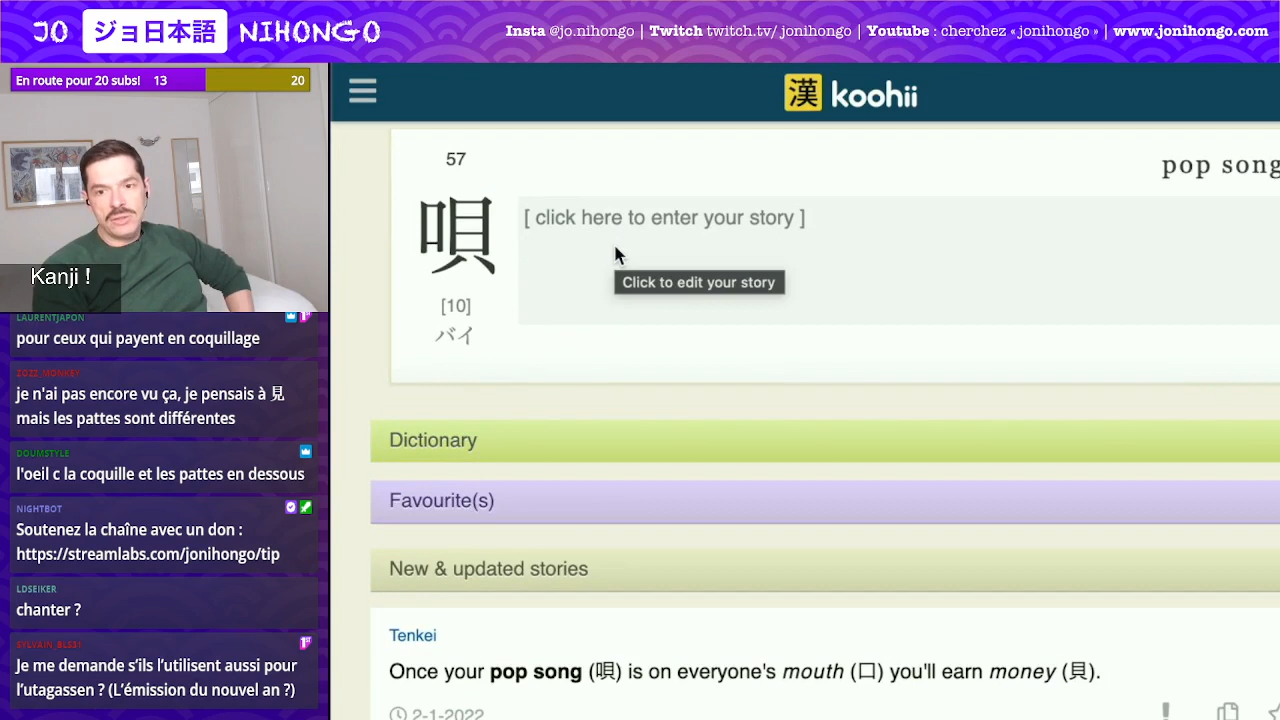 JO ジョ日本語 NIHONGO
Insta @jo.nihongo | Twitch twitch.tv/ jonihongo | Youtube : cherchez « jonihongo » | www.jonihongo.com
En route pour 20 subs! 13 20
漢 koohii
57
pop song
唄
[ click here to enter your story ]
Click to edit your story
[10]
バイ
Kanji !
LAURENTJAPON
pour ceux qui payent en coquillage
je n'ai pas encore vu ça, je pensais à 見
mais les pattes sont différentes
DOUMSTYLE
l'oeil c la coquille et les pattes en dessous
NIGHTBOT
Soutenez la chaîne avec un don :
https://streamlabs.com/jonihongo/tip
LDSEIKER
chanter ?
Je me demande s'ils l'utilisent aussi pour
l'utagassen ? (L'émission du nouvel an ?)
Dictionary
Favourite(s)
New & updated stories
Tenkei
Once your pop song (唄) is on everyone's mouth (口) you'll earn money (貝).
2-1-2022